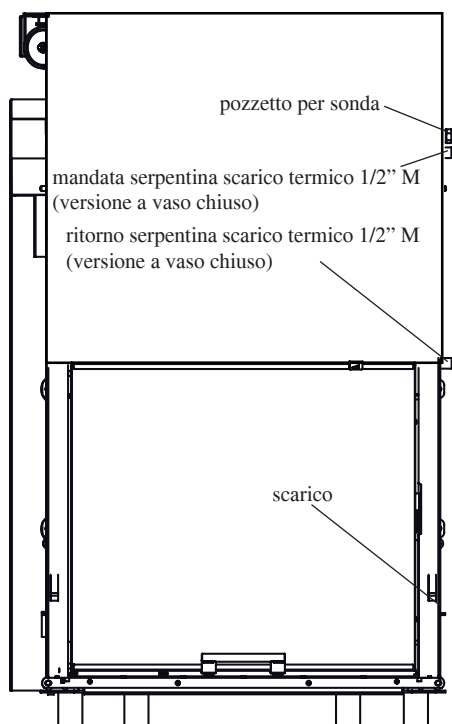 pozzetto per sonda
mandata serpentina scarico termico 1/2” M
(versione a vaso chiuso)
ritorno serpentina scarico termico 1/2” M
(versione a vaso chiuso)
scarico